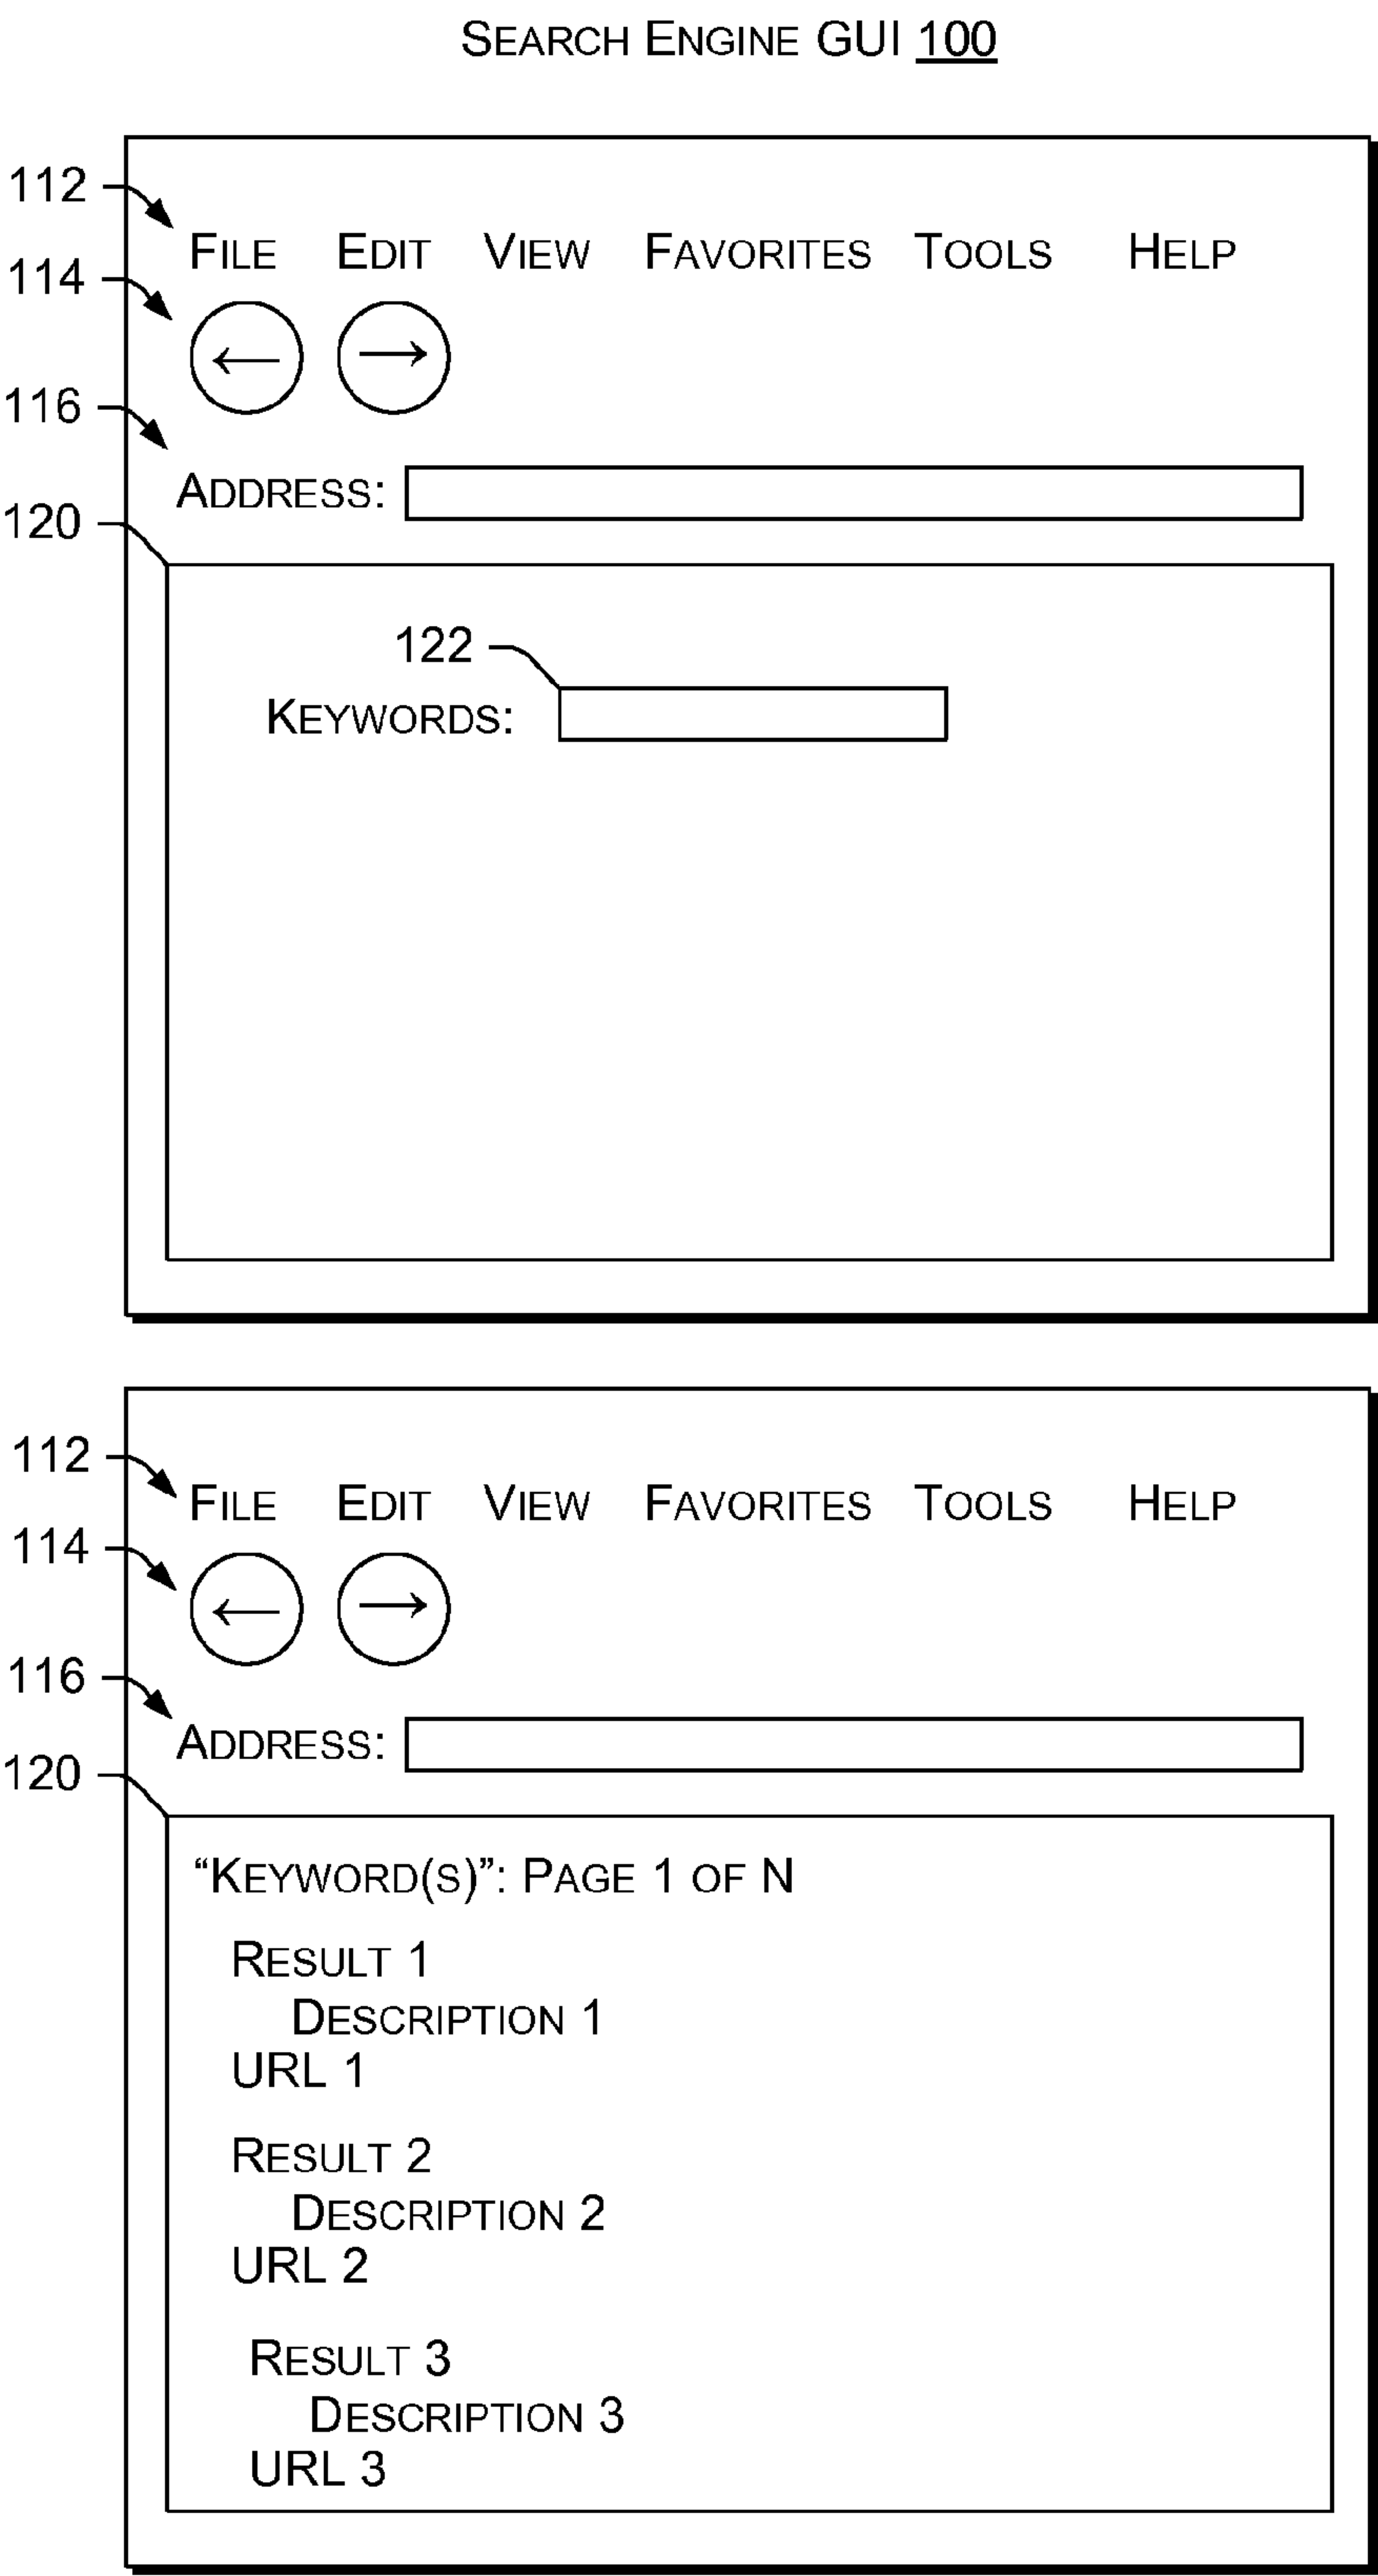 SEARCH ENGINE GUI 100
112
FILE EDIT VIEW FAVORITES TOOLS HELP
114
116
ADDRESS:
120
122
KEYWORDS:
112
FILE EDIT VIEW FAVORITES TOOLS HELP
114
116
ADDRESS:
120
“KEYWORD(S)”: PAGE 1 OF N
RESULT 1
DESCRIPTION 1
URL 1
RESULT 2
DESCRIPTION 2
URL 2
RESULT 3
DESCRIPTION 3
URL 3